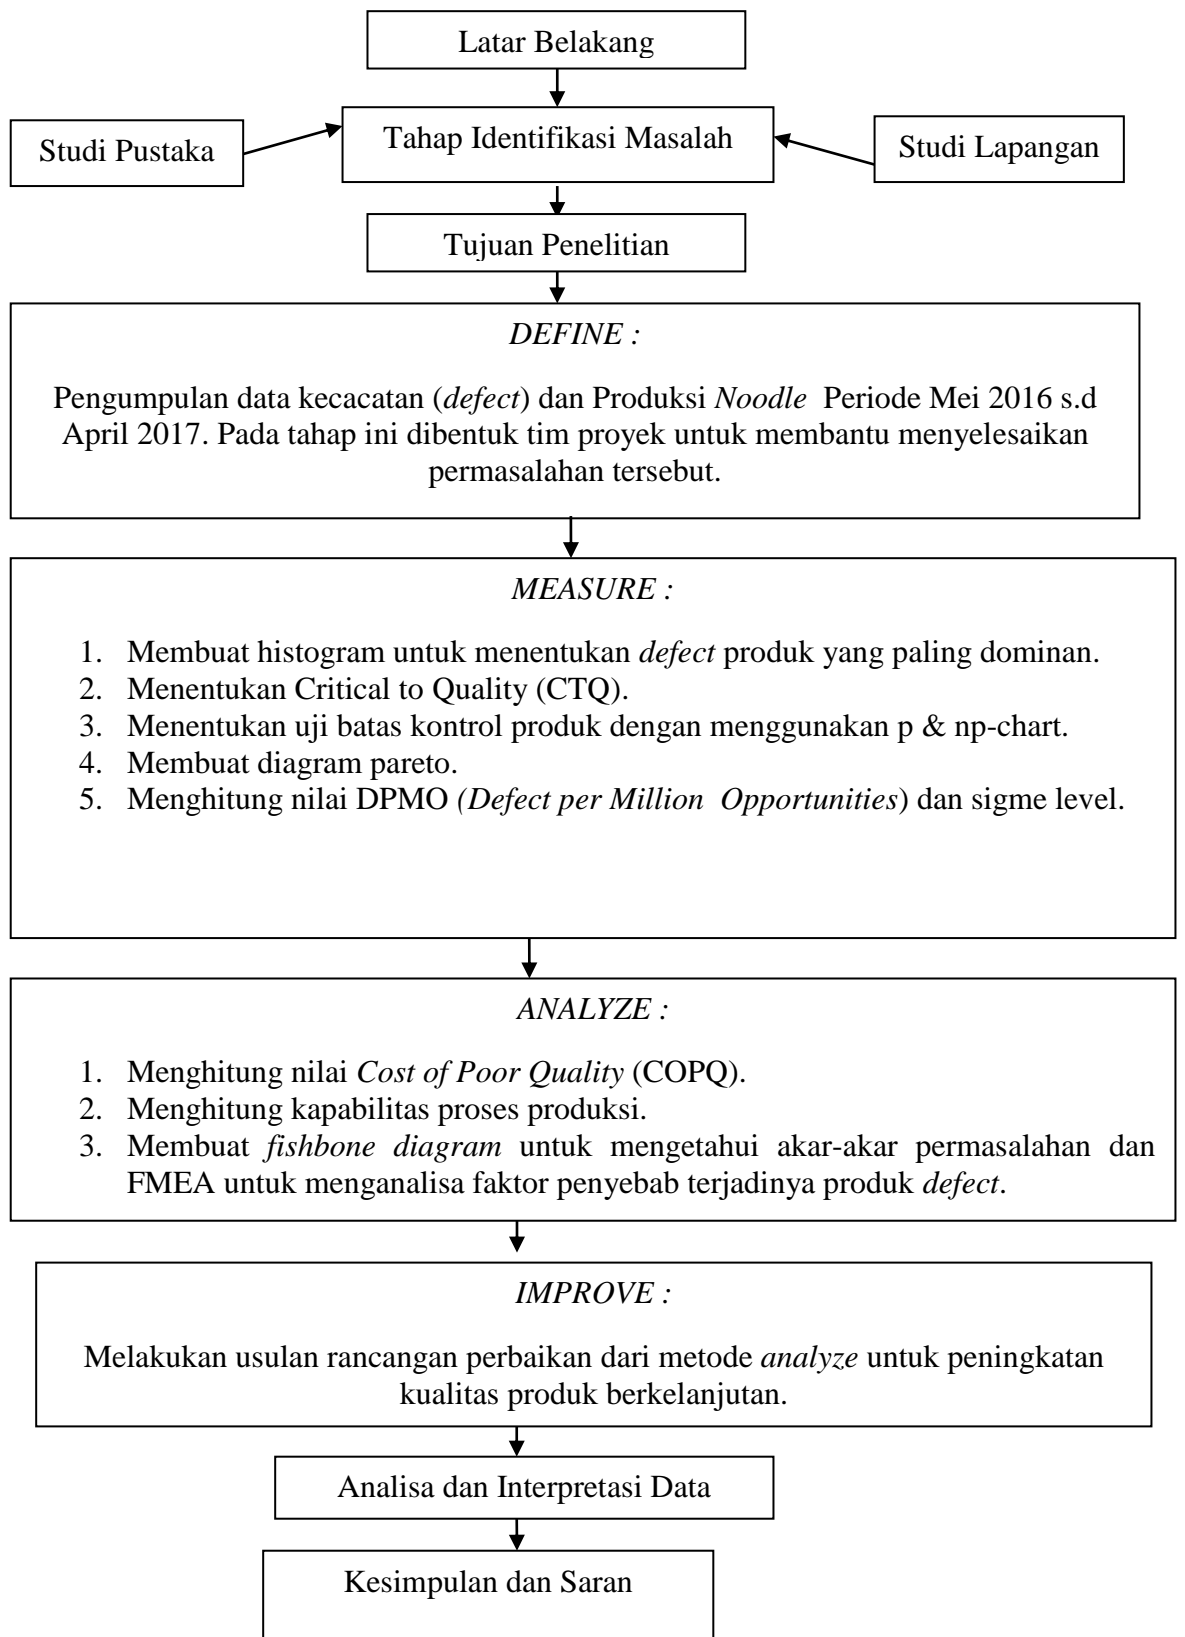 Latar Belakang
Studi Pustaka
Tahap Identifikasi Masalah
Studi Lapangan
Tujuan Penelitian
DEFINE :
Pengumpulan data kecacatan (defect) dan Produksi Noodle Periode Mei 2016 s.d
April 2017. Pada tahap ini dibentuk tim proyek untuk membantu menyelesaikan
permasalahan tersebut.
MEASURE :
1. Membuat histogram untuk menentukan defect produk yang paling dominan.
2. Menentukan Critical to Quality (CTQ).
3. Menentukan uji batas kontrol produk dengan menggunakan p & np-chart.
4. Membuat diagram pareto.
5. Menghitung nilai DPMO (Defect per Million Opportunities) dan sigme level.
ANALYZE :
1. Menghitung nilai Cost of Poor Quality (COPQ).
2. Menghitung kapabilitas proses produksi.
3. Membuat fishbone diagram untuk mengetahui akar-akar permasalahan dan
FMEA untuk menganalisa faktor penyebab terjadinya produk defect.
IMPROVE :
Melakukan usulan rancangan perbaikan dari metode analyze untuk peningkatan
kualitas produk berkelanjutan.
Analisa dan Interpretasi Data
Kesimpulan dan Saran